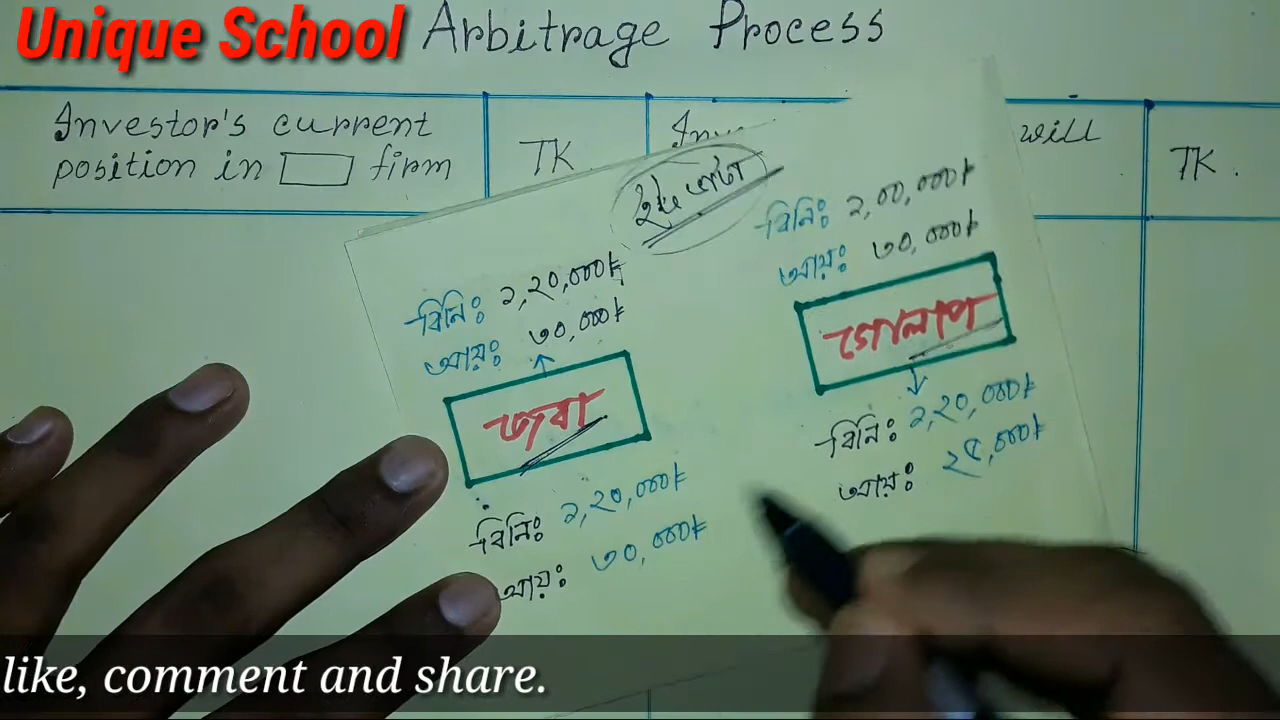 Unique School
Arbitrage Process
Investor's current
position in firm
TK
will
TK.
বিনিঃ ২,২০,০০০৳
আয়ঃ ৩০,০০০৳
জবা
বিনিঃ ২,২০,০০০৳
আয়ঃ ৩০,০০০৳
বিনিঃ ২,০০,০০০৳
আয়ঃ ৩০,০০০৳
গোলাপ
বিনিঃ ২,২০,০০০৳
আয়ঃ ২৫,০০০৳
like, comment and share.